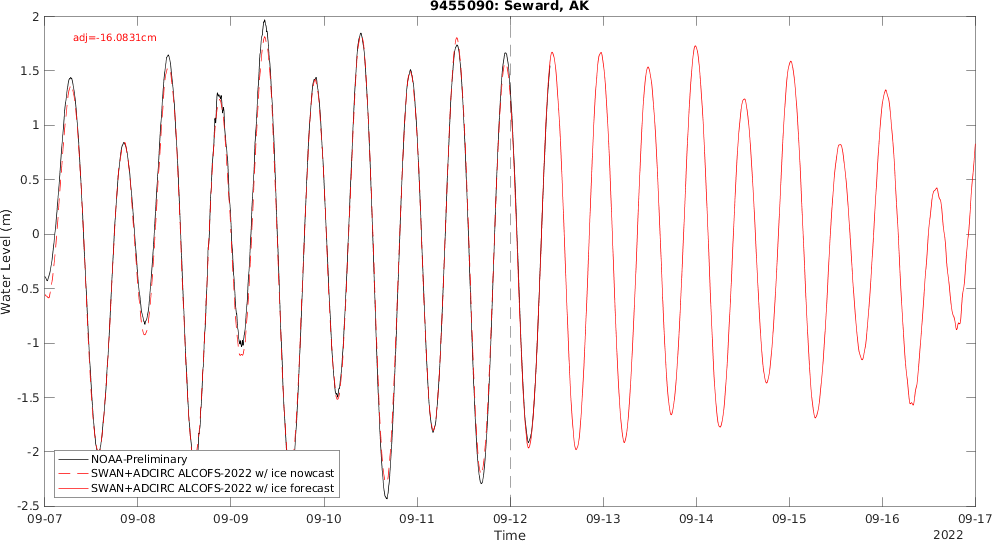 9455090: Seward, AK
adj=-16.0831cm
2
1.5
1
0.5
0
-0.5
-1
-1.5
-2
-2.5
Water Level (m)
NOAA-Preliminary
SWAN+ADCIRC ALCOFS-2022 w/ ice nowcast
SWAN+ADCIRC ALCOFS-2022 w/ ice forecast
09-07 09-08 09-09 09-10 09-11 09-12 09-13 09-14 09-15 09-16 09-17
Time
2022